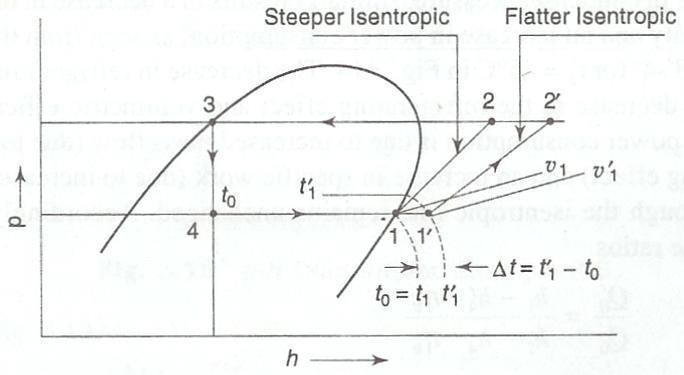 Steeper Isentropic Flatter Isentropic
3 2 2'
v₁ v'₁
t₀ t'₁
4 1 1'
p
Δt = t'₁ – t₀
t₀ = t₁ t'₁
h